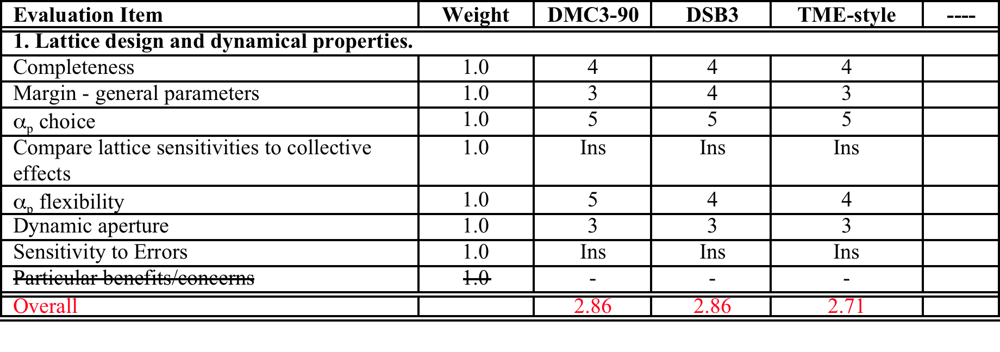 Evaluation Item Weight DMC3-90 DSB3 TME-style ----
1. Lattice design and dynamical properties.
Completeness 1.0 4 4 4
Margin - general parameters 1.0 3 4 3
αp choice 1.0 5 5 5
Compare lattice sensitivities to collective 1.0 Ins Ins Ins
effects
αp flexibility 1.0 5 4 4
Dynamic aperture 1.0 3 3 3
Sensitivity to Errors 1.0 Ins Ins Ins
Particular benefits/concerns 1.0 - - -
Overall 2.86 2.86 2.71